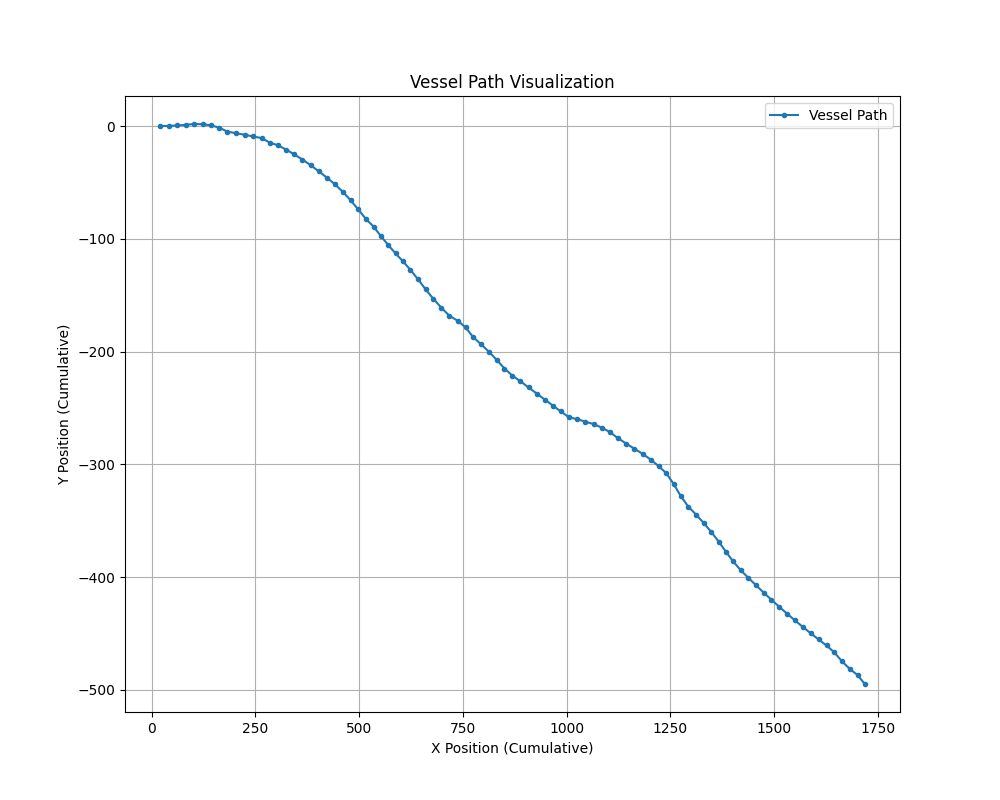 Vessel Path Visualization
Vessel Path
0
−100
−200
−300
−400
−500
Y Position (Cumulative)
0 250 500 750 1000 1250 1500 1750
X Position (Cumulative)